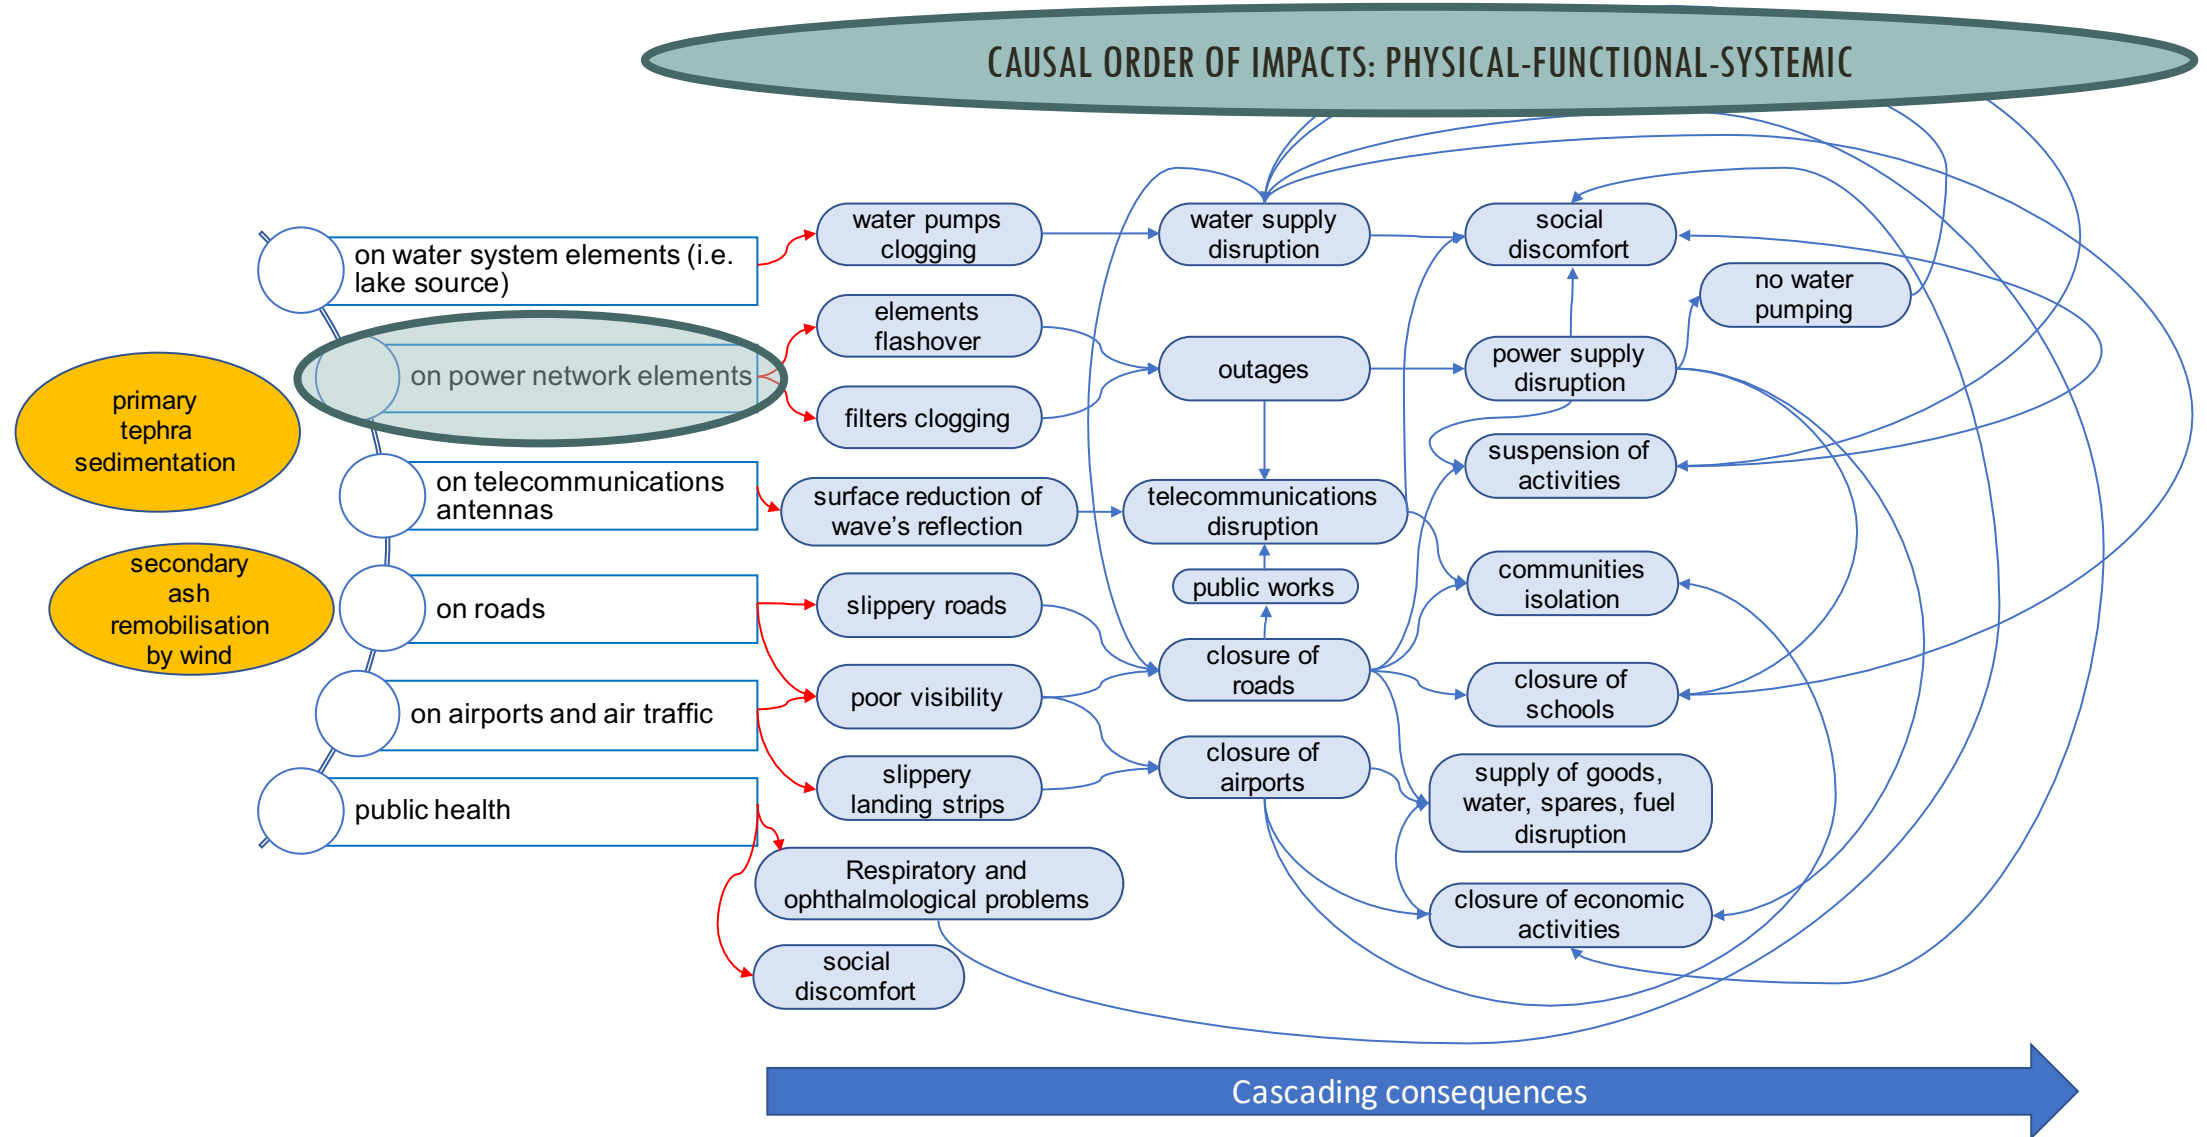 CAUSAL ORDER OF IMPACTS: PHYSICAL-FUNCTIONAL-SYSTEMIC
primary
tephra
sedimentation
secondary
ash
remobilisation
by wind
on water system elements (i.e.
lake source)
on power network elements
on telecommunications
antennas
on roads
on airports and air traffic
public health
water pumps
clogging
elements
flashover
filters clogging
surface reduction of
wave’s reflection
slippery roads
poor visibility
slippery
landing strips
Respiratory and
ophthalmological problems
social
discomfort
water supply
disruption
outages
telecommunications
disruption
public works
closure of
roads
closure of
airports
social
discomfort
no water
pumping
power supply
disruption
suspension of
activities
communities
isolation
closure of
schools
supply of goods,
water, spares, fuel
disruption
closure of economic
activities
Cascading consequences